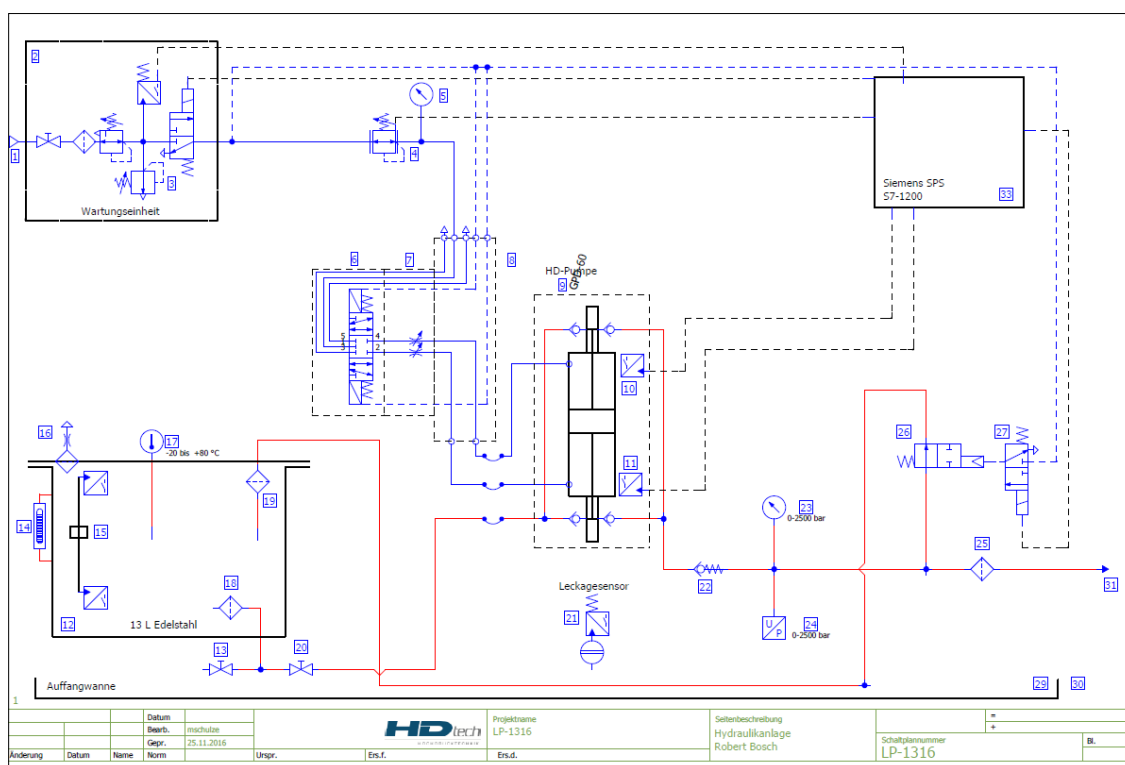 2
5
1
3
4
Wartungseinheit
Siemens SPS
S7-1200
33
6
7
8
HD-Pumpe
9
GPD-60
5
3
4
2
10
11
16
17
-20 bis +80 °C
19
14
15
18
12
13 L Edelstahl
13
20
Leckagesensor
21
22
23
0-2500 bar
U
P
24
0-2500 bar
25
26
27
31
Auffangwanne
29
30
1
Datum
Bearb.
mschulze
Gepr.
25.11.2016
Änderung
Datum
Name
Norm
Urspr.
Ers.f.
Ers.d.
HDtech
Projektname
LP-1316
Seitenbeschreibung
Hydraulikanlage
Robert Bosch
=
+
Schaltplannummer
LP-1316
Bl.